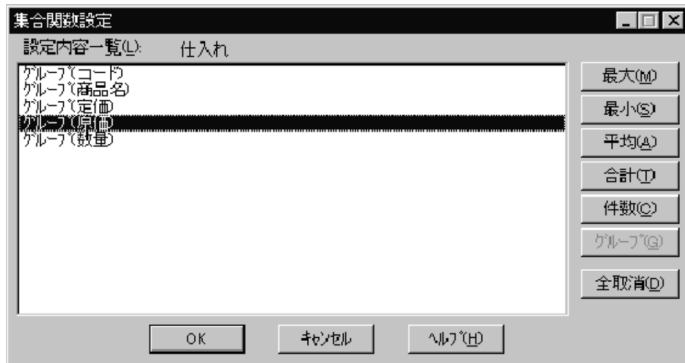 集合関数設定
設定内容一覧(L): 仕入れ
ｸﾞﾙｰﾌﾟ(コード)
ｸﾞﾙｰﾌﾟ(商品名)
ｸﾞﾙｰﾌﾟ(定価)
ｸﾞﾙｰﾌﾟ(原価)
ｸﾞﾙｰﾌﾟ(数量)
最大(M)
最小(S)
平均(A)
合計(T)
件数(C)
ｸﾞﾙｰﾌﾟ(G)
全取消(D)
OK
ｷｬﾝｾﾙ
ﾍﾙﾌﾟ(H)